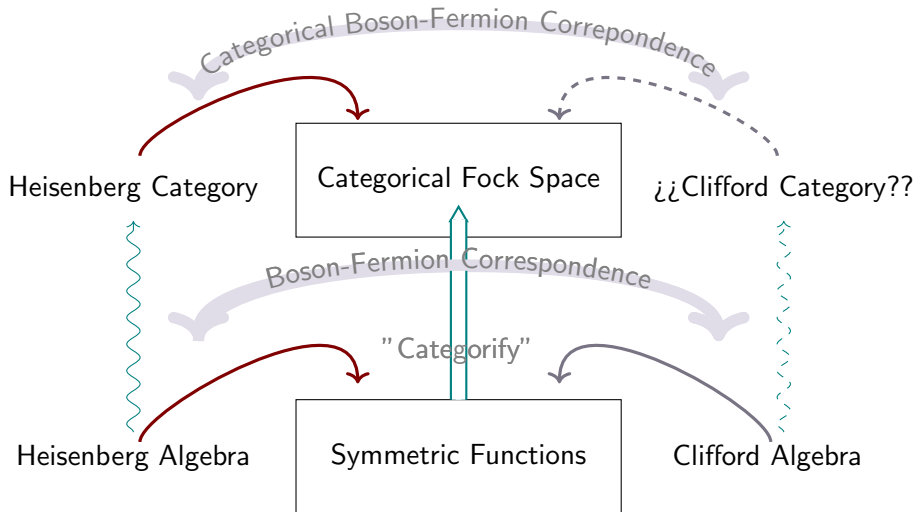 Categorical Boson-Fermion Correpondence
Heisenberg Category
Categorical Fock Space
¿¿Clifford Category??
Boson-Fermion Correspondence
"Categorify"
Heisenberg Algebra
Symmetric Functions
Clifford Algebra